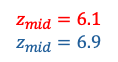 z_mid = 6.1
z_mid = 6.9